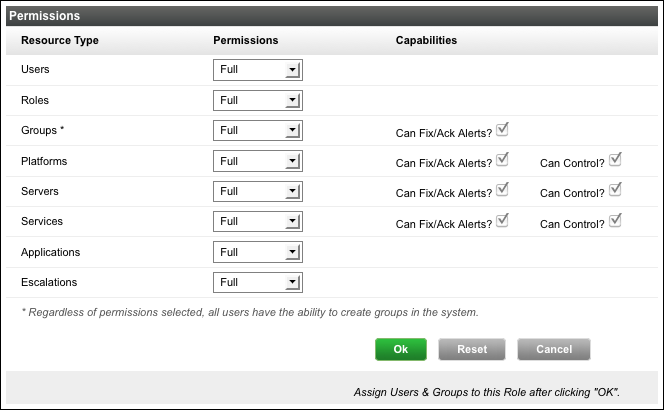 Permissions
Resource Type Permissions Capabilities
Users Full
Roles Full
Groups * Full Can Fix/Ack Alerts?
Platforms Full Can Fix/Ack Alerts? Can Control?
Servers Full Can Fix/Ack Alerts? Can Control?
Services Full Can Fix/Ack Alerts? Can Control?
Applications Full
Escalations Full
* Regardless of permissions selected, all users have the ability to create groups in the system.
Ok Reset Cancel
Assign Users & Groups to this Role after clicking "OK".